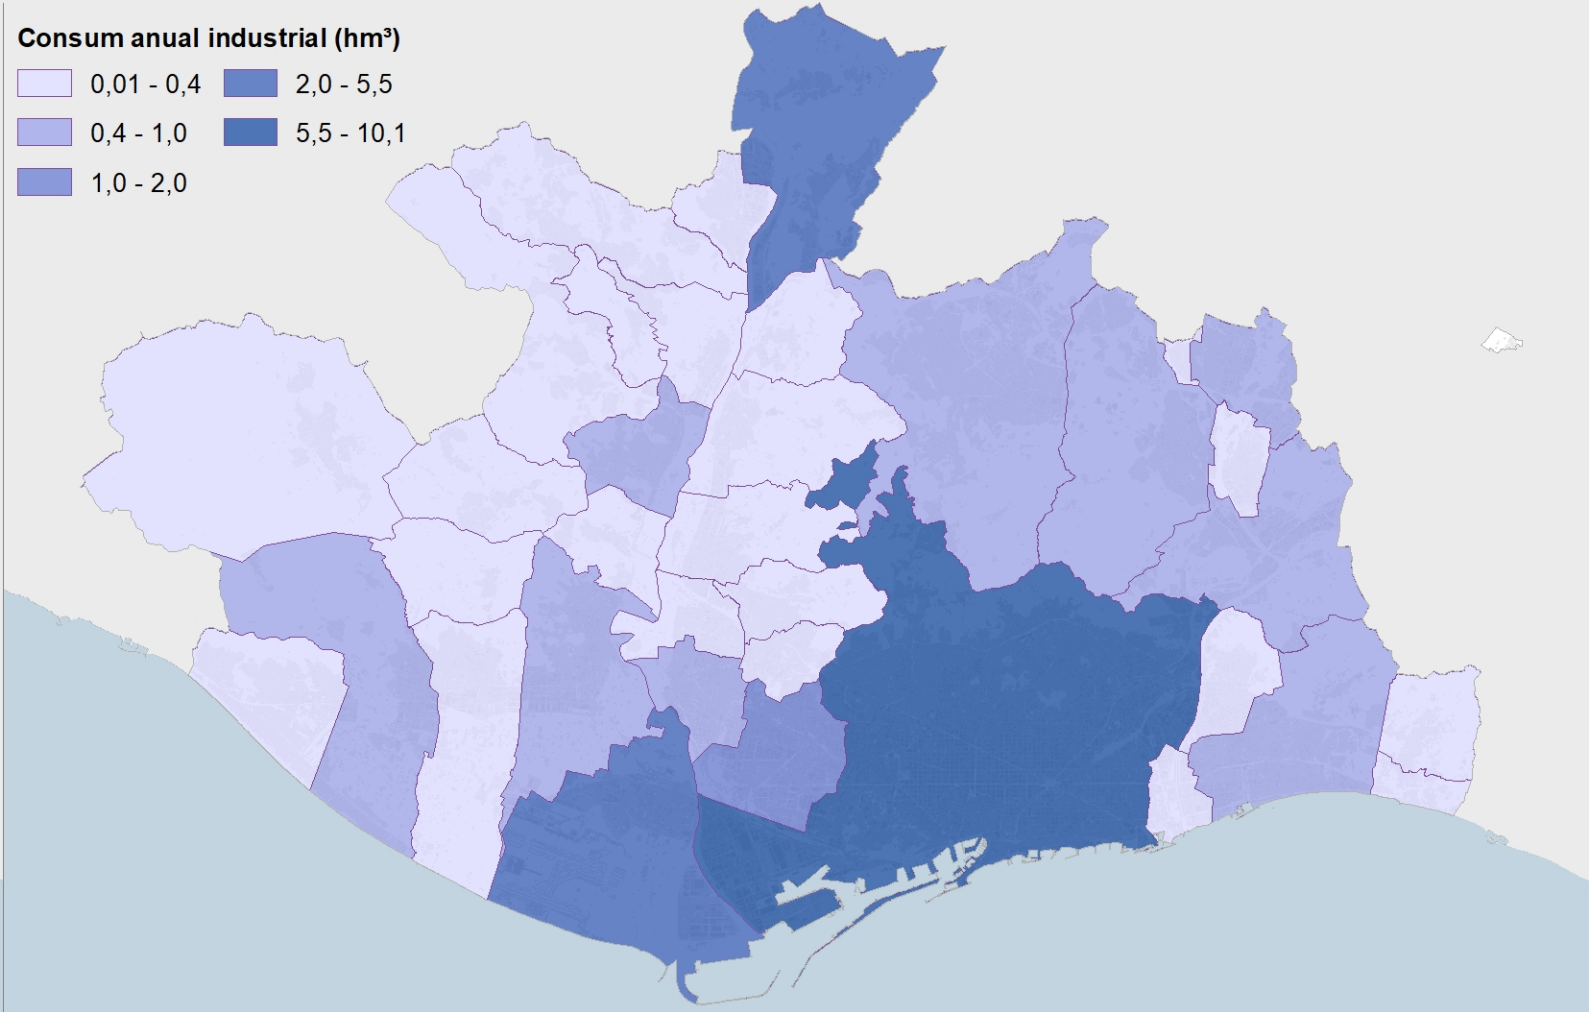 Consum anual industrial (hm³)
0,01 - 0,4
2,0 - 5,5
0,4 - 1,0
5,5 - 10,1
1,0 - 2,0